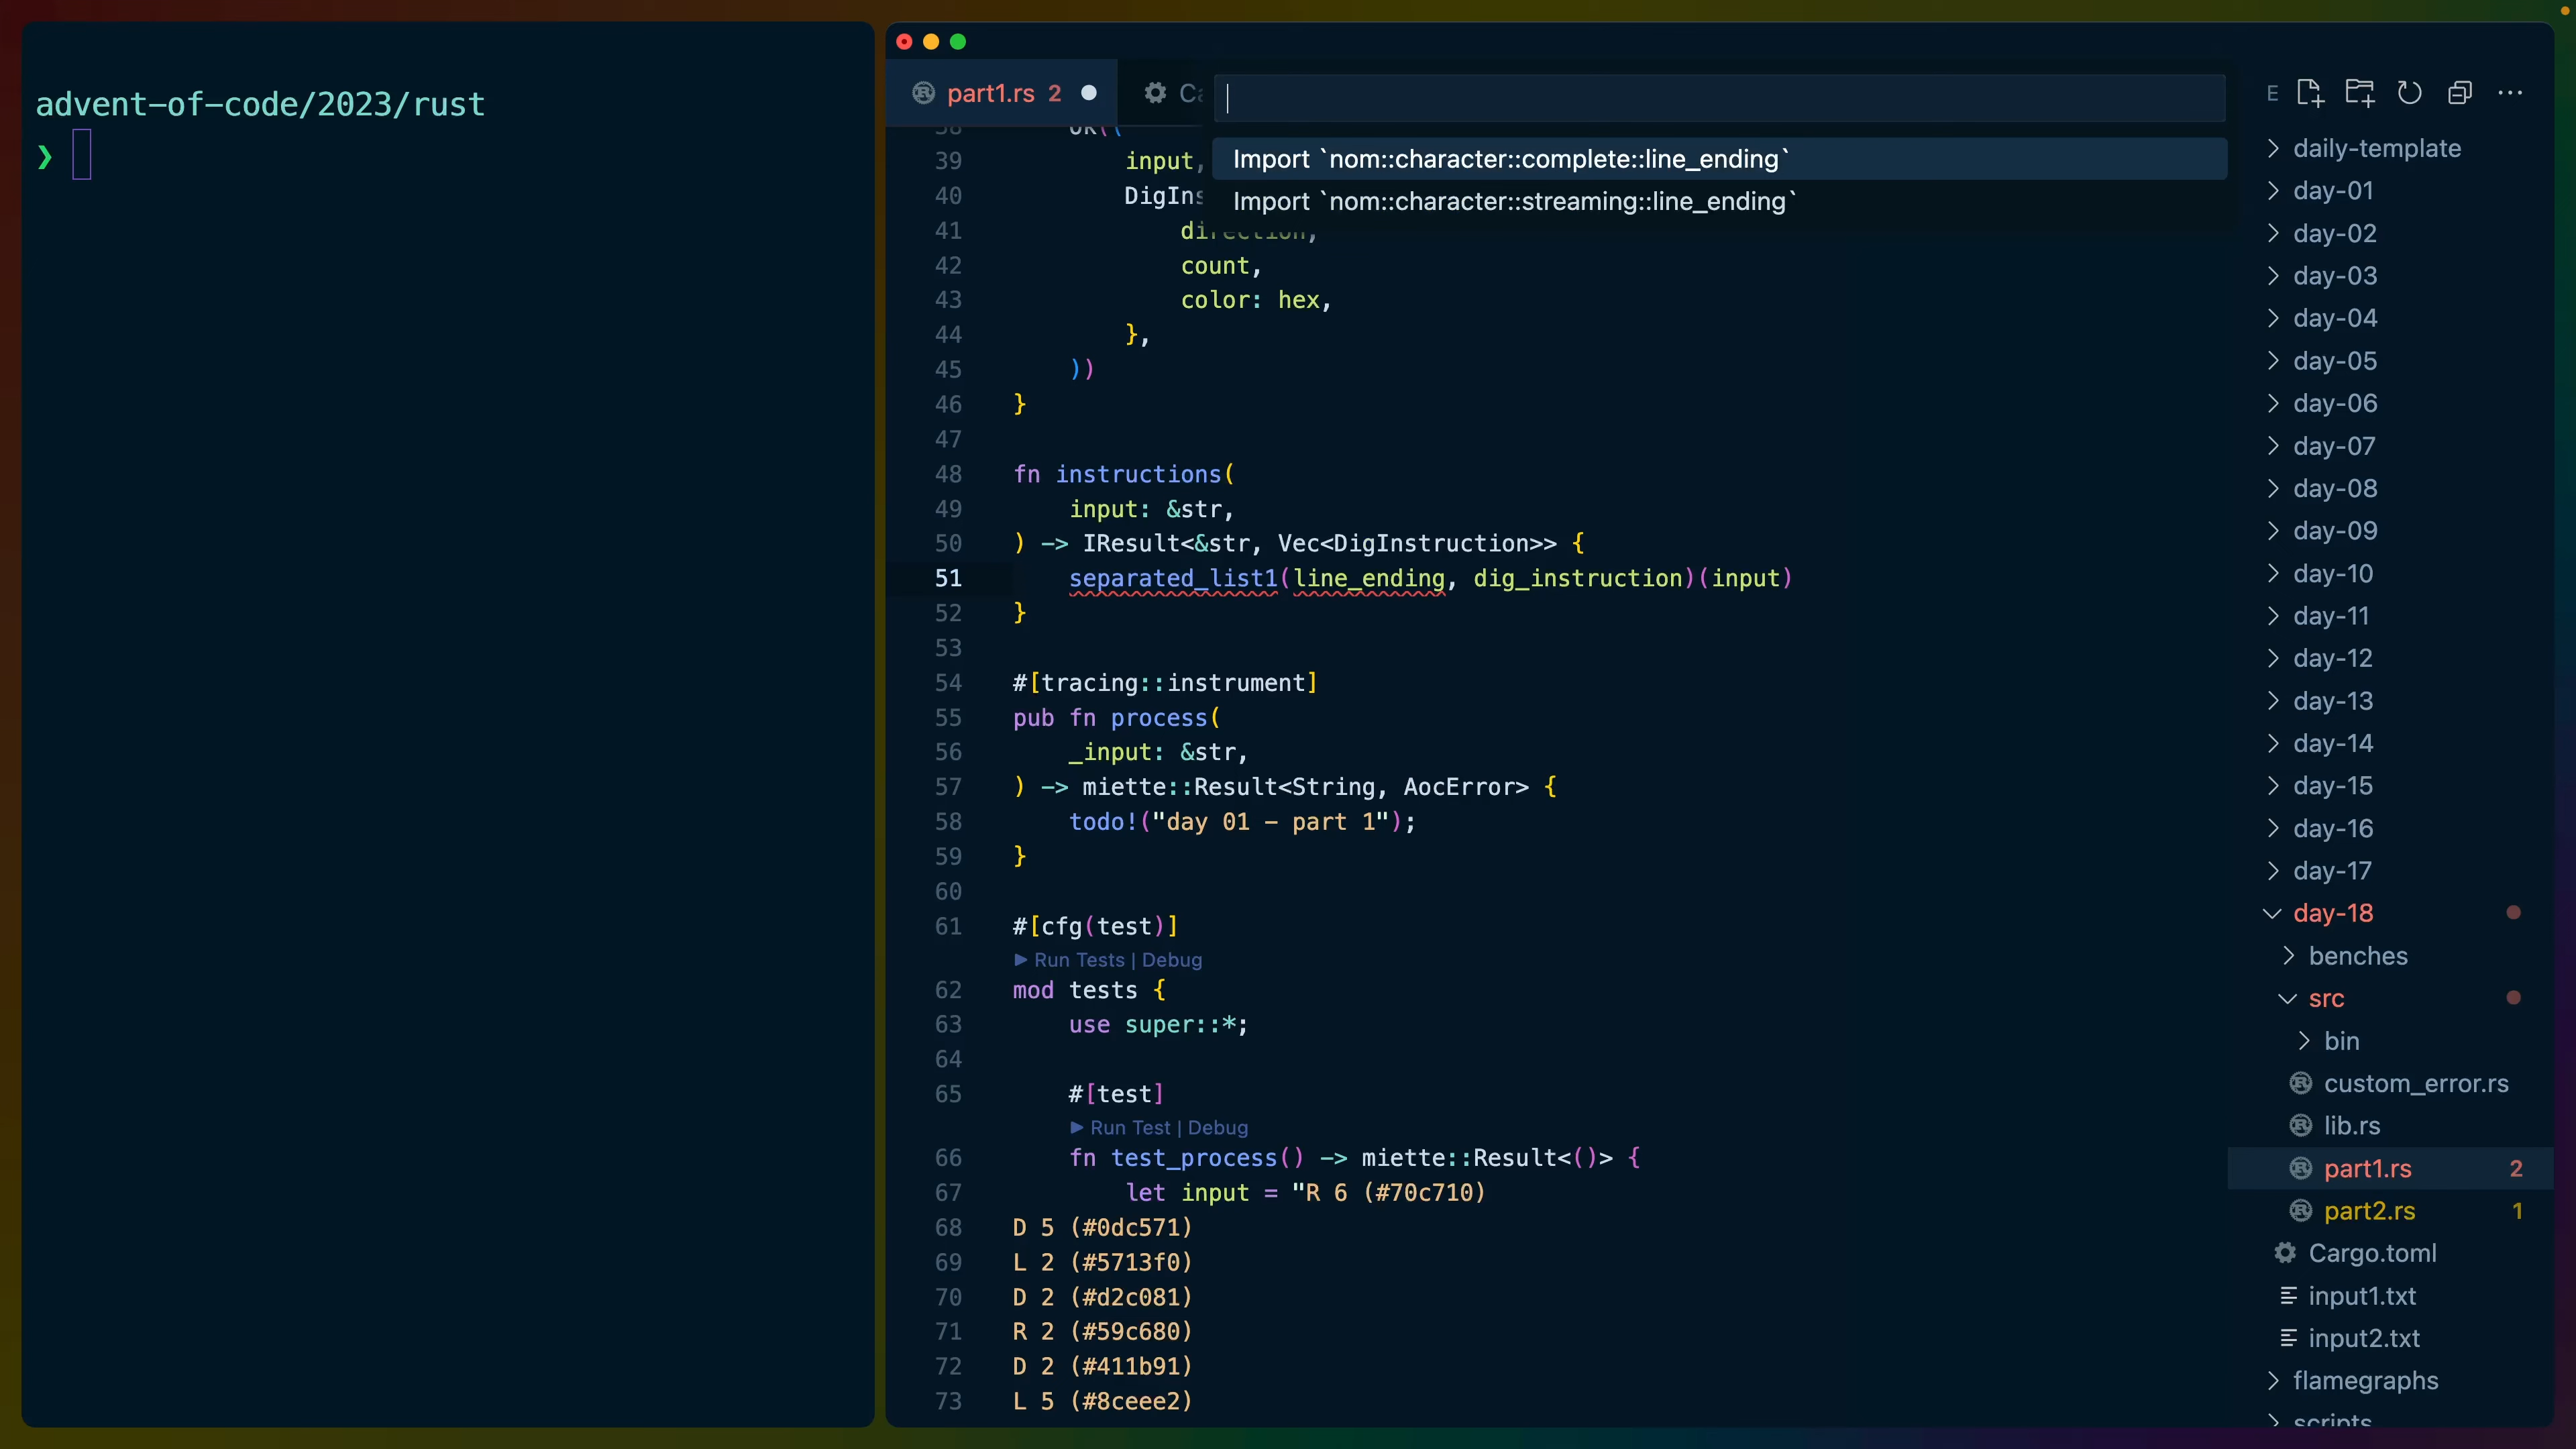 advent-of-code/2023/rust
❯
part1.rs 2
Import `nom::character::complete::line_ending`
Import `nom::character::streaming::line_ending`
38 Ok((
39 input,
40 DigIns
41 direction,
42 count,
43 color: hex,
44 },
45 ))
46 }
47
48 fn instructions(
49 input: &str,
50 ) -> IResult<&str, Vec<DigInstruction>> {
51 separated_list1(line_ending, dig_instruction)(input)
52 }
53
54 #[tracing::instrument]
55 pub fn process(
56 _input: &str,
57 ) -> miette::Result<String, AocError> {
58 todo!("day 01 - part 1");
59 }
60
61 #[cfg(test)]
▶ Run Tests | Debug
62 mod tests {
63 use super::*;
64
65 #[test]
▶ Run Test | Debug
66 fn test_process() -> miette::Result<()> {
67 let input = "R 6 (#70c710)
68 D 5 (#0dc571)
69 L 2 (#5713f0)
70 D 2 (#d2c081)
71 R 2 (#59c680)
72 D 2 (#411b91)
73 L 5 (#8ceee2)
E
daily-template
day-01
day-02
day-03
day-04
day-05
day-06
day-07
day-08
day-09
day-10
day-11
day-12
day-13
day-14
day-15
day-16
day-17
day-18
benches
src
bin
custom_error.rs
lib.rs
part1.rs 2
part2.rs 1
Cargo.toml
input1.txt
input2.txt
flamegraphs
scripts